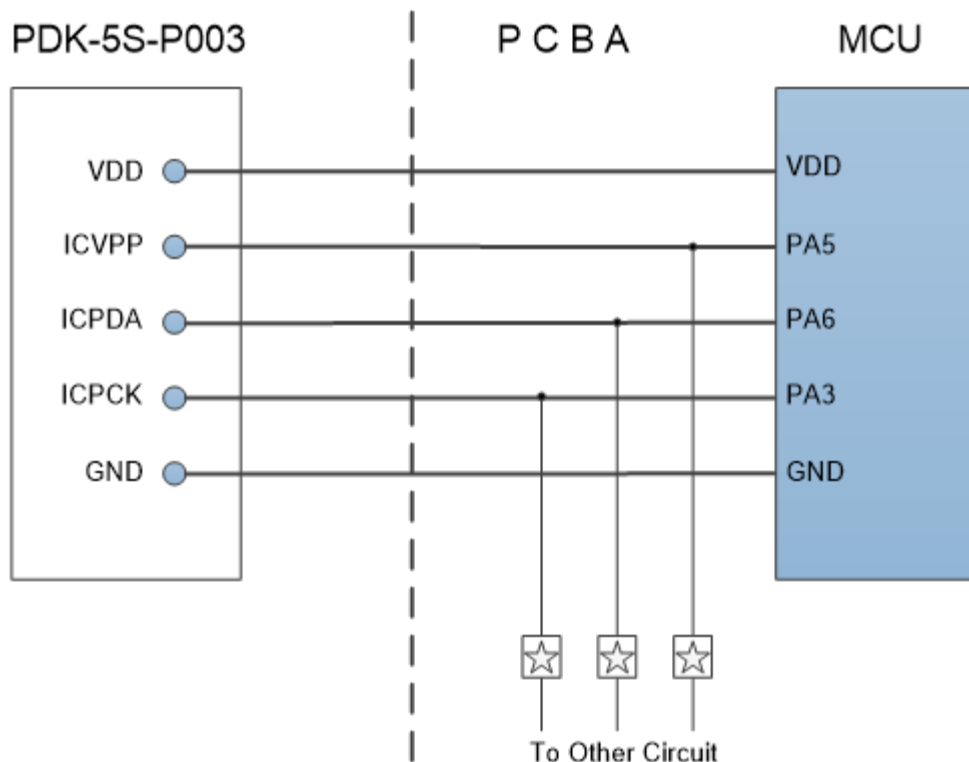 PDK-5S-P003
P C B A
MCU
VDD
VDD
ICVPP
PA5
ICPDA
PA6
ICPCK
PA3
GND
GND
To Other Circuit